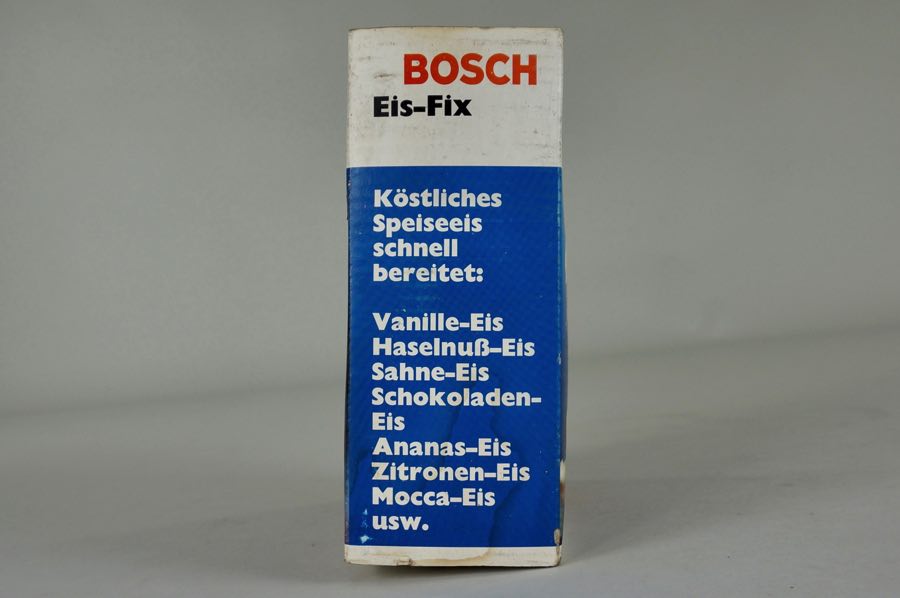 BOSCH
Eis-Fix
Köstliches
Speiseeis
schnell
bereitet:
Vanille-Eis
Haselnuß-Eis
Sahne-Eis
Schokoladen-
Eis
Ananas-Eis
Zitronen-Eis
Mocca-Eis
usw.